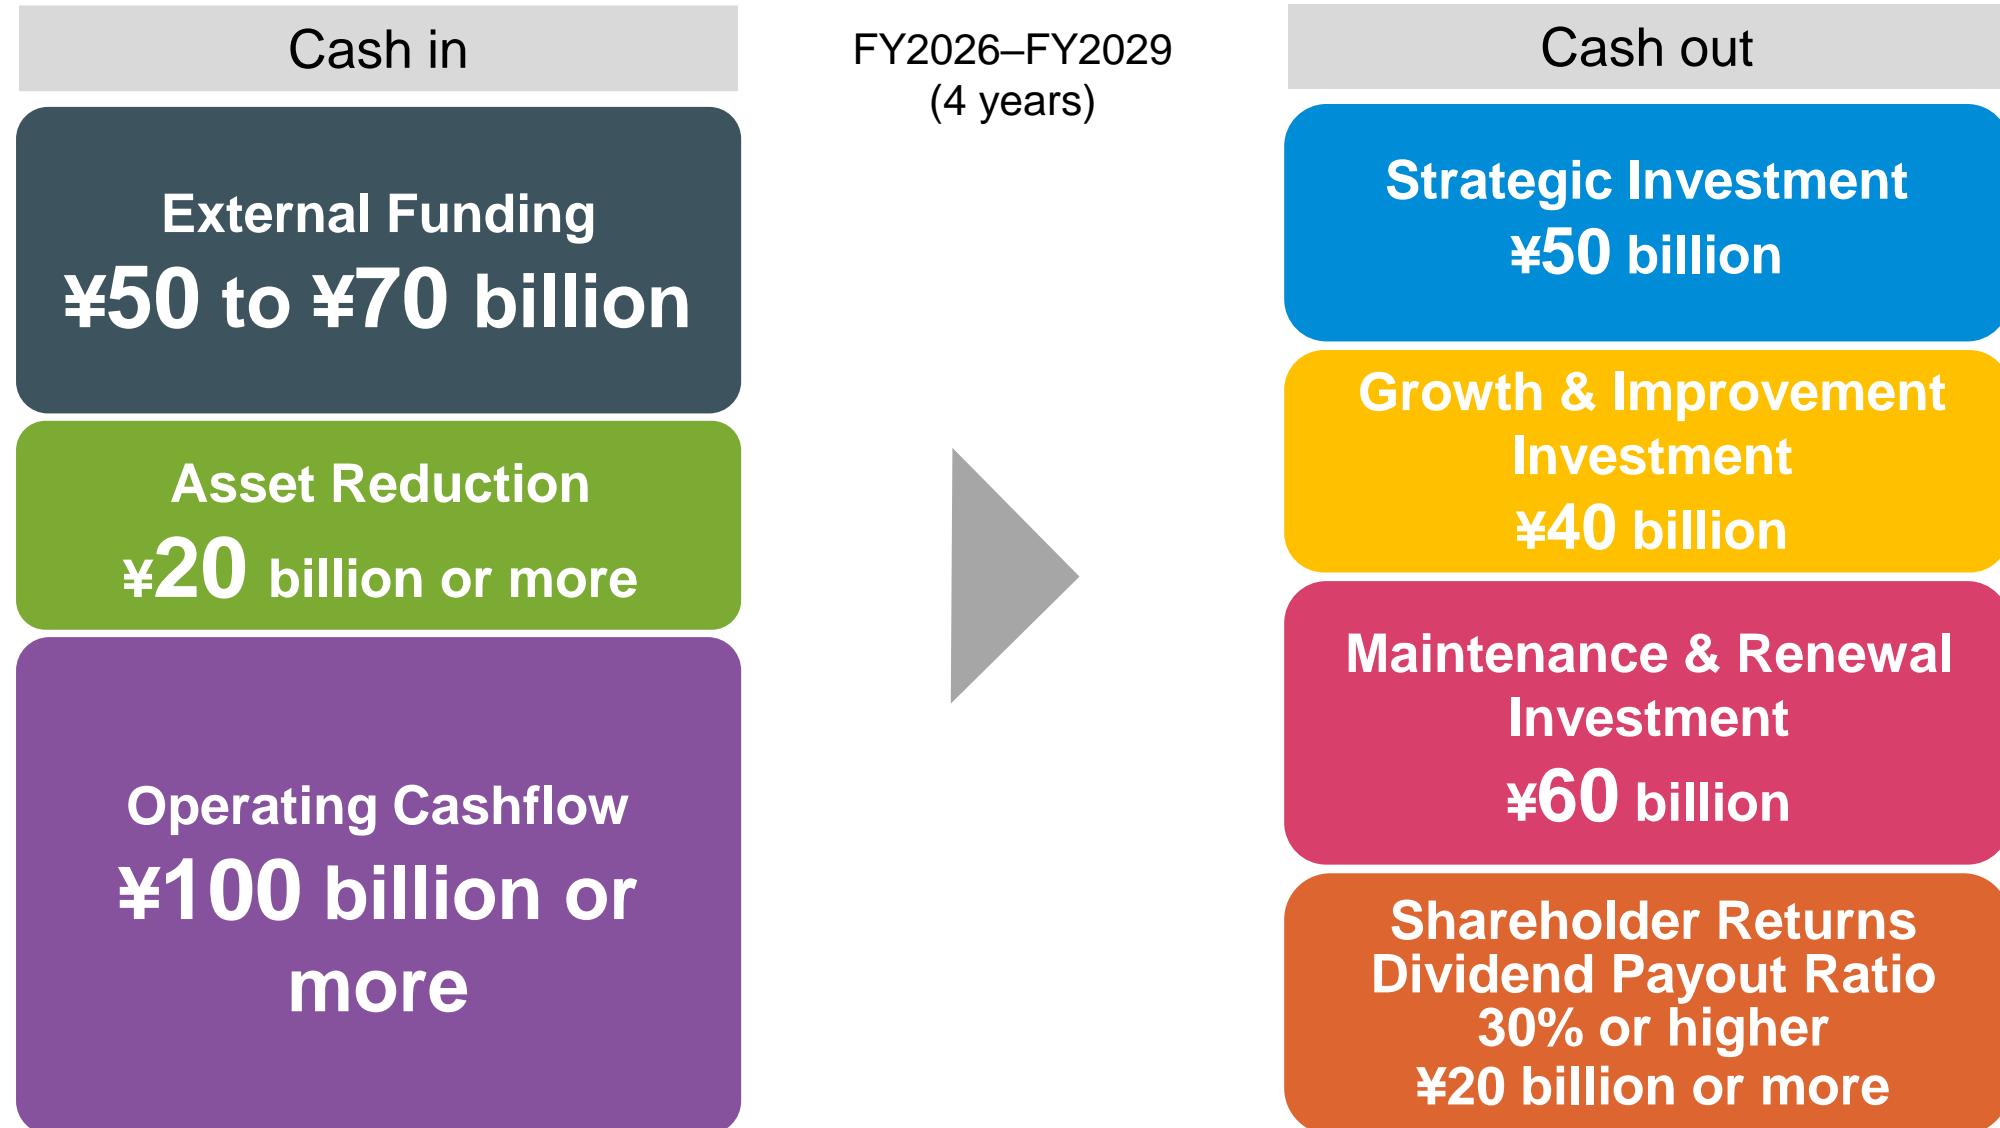 Cash in
External Funding
¥50 to ¥70 billion
Asset Reduction
¥20 billion or more
Operating Cashflow
¥100 billion or
more
FY2026–FY2029
(4 years)
Cash out
Strategic Investment
¥50 billion
Growth & Improvement
Investment
¥40 billion
Maintenance & Renewal
Investment
¥60 billion
Shareholder Returns
Dividend Payout Ratio
30% or higher
¥20 billion or more